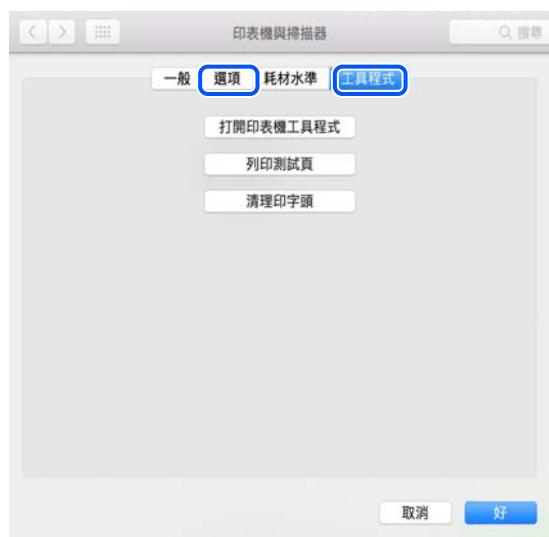 印表機與掃描器 搜尋
一般 選項 耗材水準 工具程式
打開印表機工具程式
列印測試頁
清理印字頭
取消 好